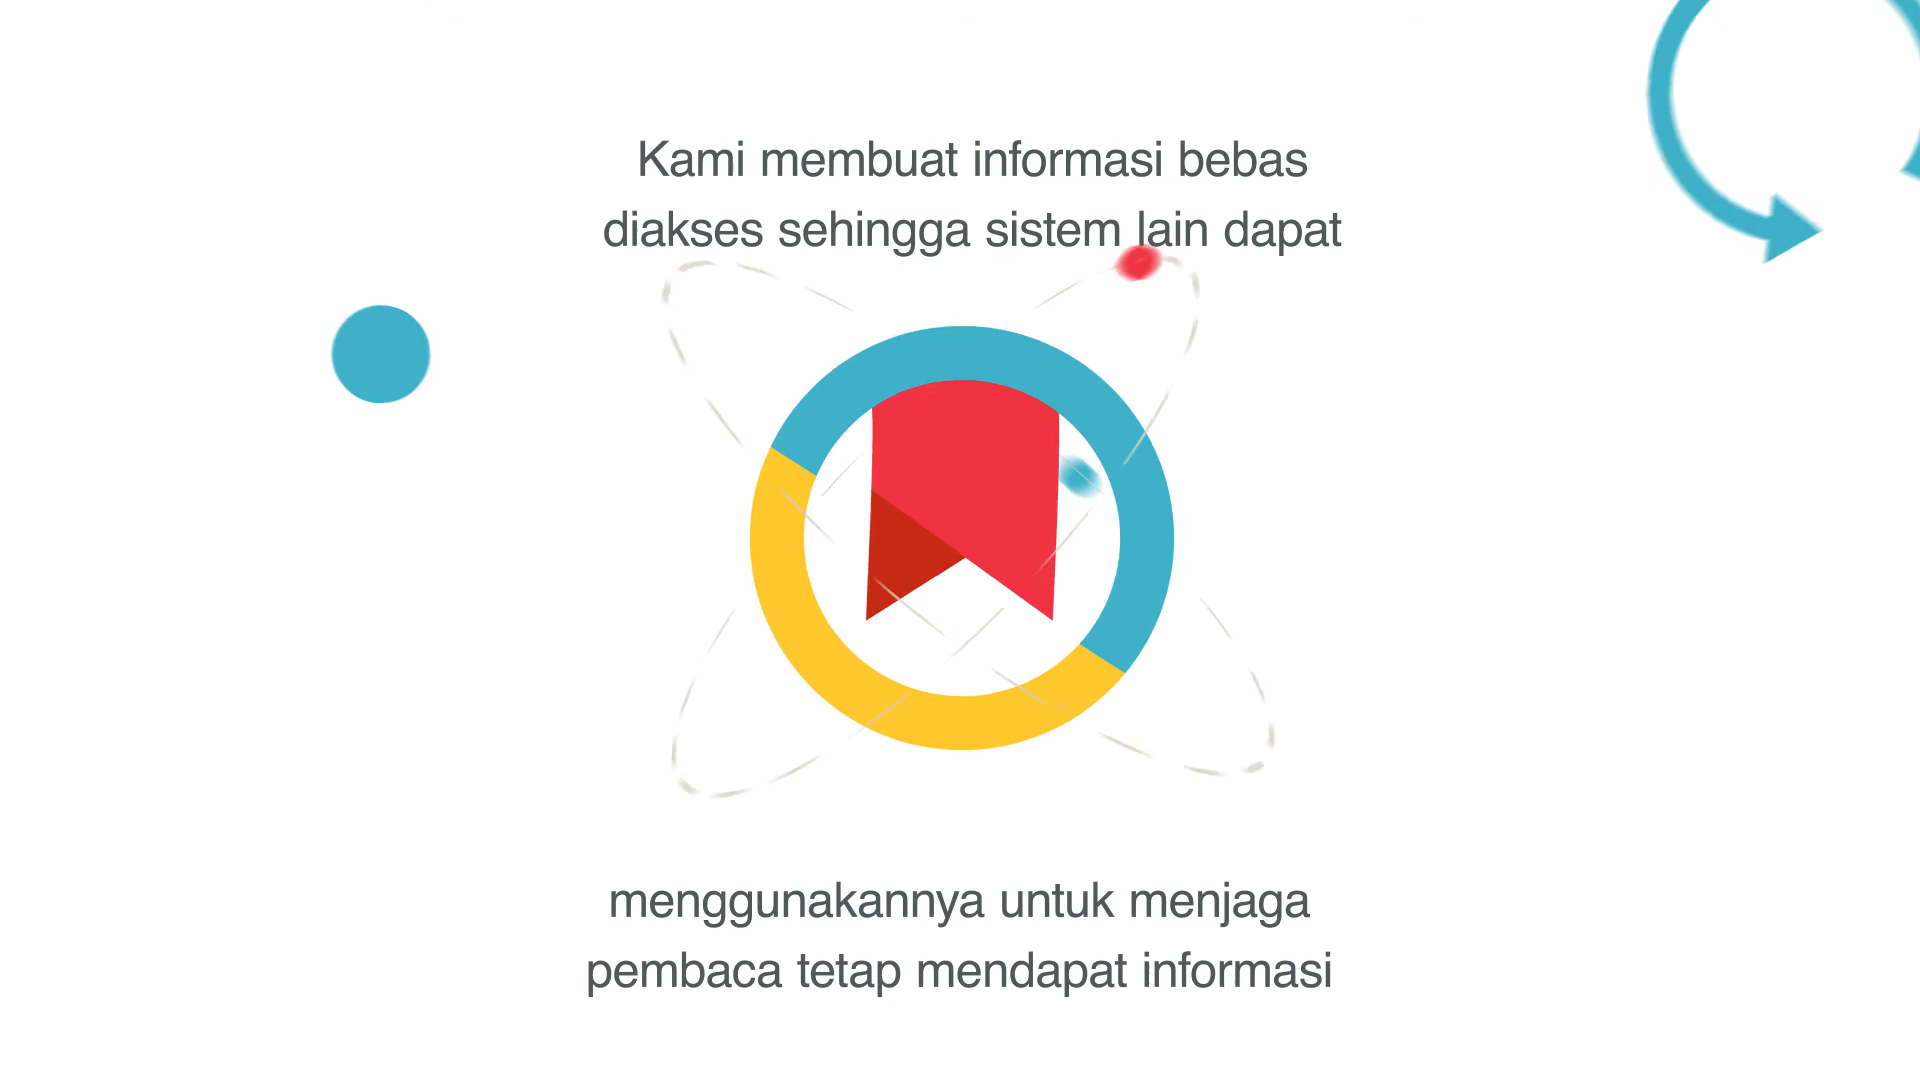 Kami membuat informasi bebas
diakses sehingga sistem lain dapat
menggunakannya untuk menjaga
pembaca tetap mendapat informasi